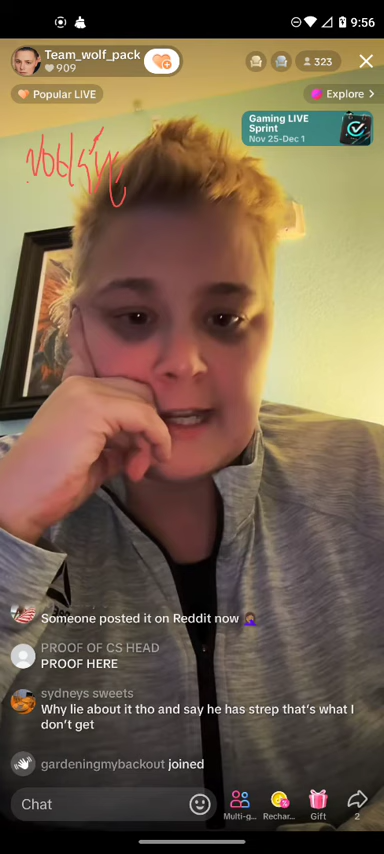 9:56
Team_wolf_pack
909
323
Popular LIVE
Explore >
Gaming LIVE
Sprint
Nov 25-Dec 1
Someone posted it on Reddit now 🤦🏾‍♀️
PROOF OF CS HEAD
PROOF HERE
sydneys sweets
Why lie about it tho and say he has strep that's what I
don't get
gardeningmybackout joined
Chat
Multi-g...
Rechar...
Gift
2